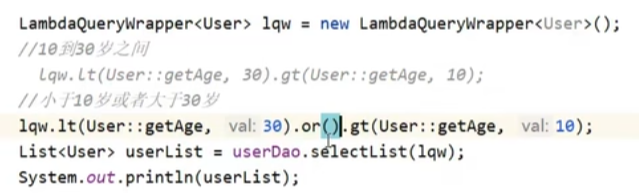 LambdaQueryWrapper<User> lqw = new LambdaQueryWrapper<User>();
//10到30岁之间
lqw.lt(User::getAge, 30).gt(User::getAge, 10);
//小于10岁或者大于30岁
lqw.lt(User::getAge, val: 30).or().gt(User::getAge, val: 10);
List<User> userList = userDao.selectList(lqw);
System.out.println(userList);